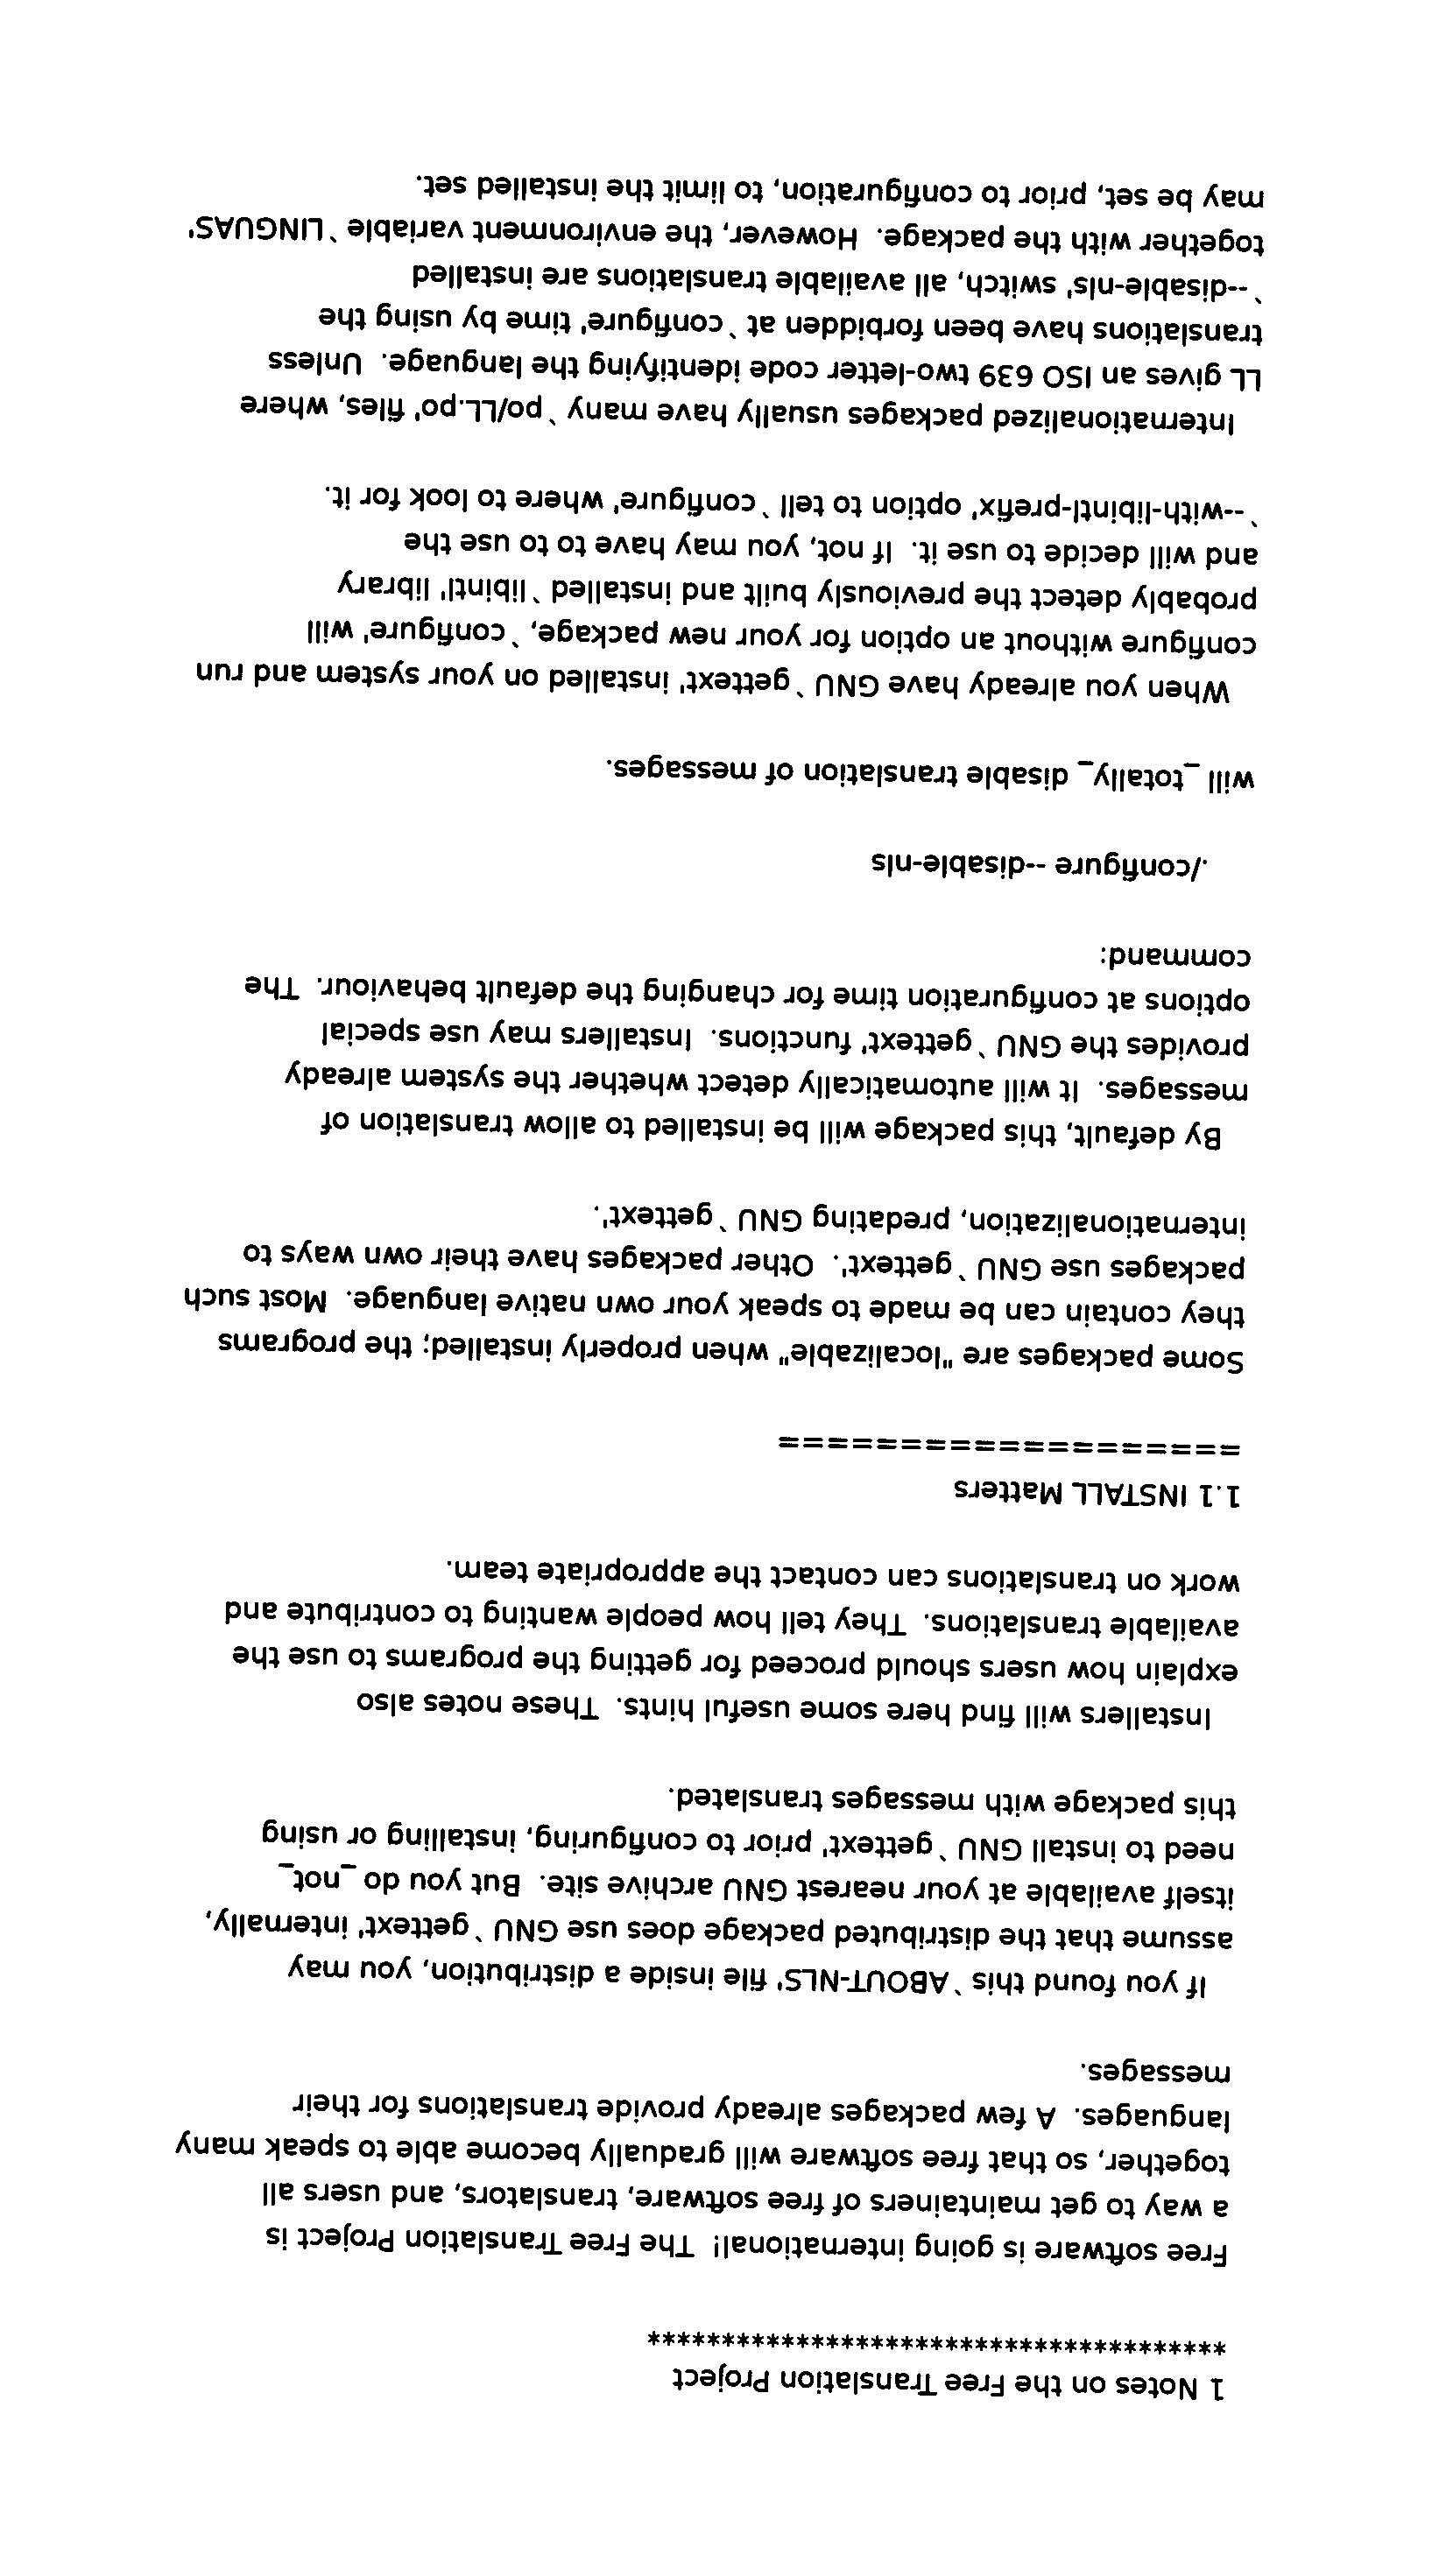 1 Notes on the Free Translation Project
***************************************

Free software is going international!  The Free Translation Project is
a way to get maintainers of free software, translators, and users all
together, so that free software will gradually become able to speak many
languages.  A few packages already provide translations for their
messages.

   If you found this `ABOUT-NLS' file inside a distribution, you may
assume that the distributed package does use GNU `gettext' internally,
itself available at your nearest GNU archive site.  But you do _not_
need to install GNU `gettext' prior to configuring, installing or using
this package with messages translated.

   Installers will find here some useful hints.  These notes also
explain how users should proceed for getting the programs to use the
available translations.  They tell how people wanting to contribute and
work on translations can contact the appropriate team.

1.1 INSTALL Matters
===================

Some packages are "localizable" when properly installed; the programs
they contain can be made to speak your own native language.  Most such
packages use GNU `gettext'.  Other packages have their own ways to
internationalization, predating GNU `gettext'.

   By default, this package will be installed to allow translation of
messages.  It will automatically detect whether the system already
provides the GNU `gettext' functions.  Installers may use special
options at configuration time for changing the default behaviour.  The
command:

     ./configure --disable-nls

will _totally_ disable translation of messages.

   When you already have GNU `gettext' installed on your system and run
configure without an option for your new package, `configure' will
probably detect the previously built and installed `libintl' library
and will decide to use it.  If not, you may have to to use the
`--with-libintl-prefix' option to tell `configure' where to look for it.

   Internationalized packages usually have many `po/LL.po' files, where
LL gives an ISO 639 two-letter code identifying the language.  Unless
translations have been forbidden at `configure' time by using the
`--disable-nls' switch, all available translations are installed
together with the package.  However, the environment variable `LINGUAS'
may be set, prior to configuration, to limit the installed set.